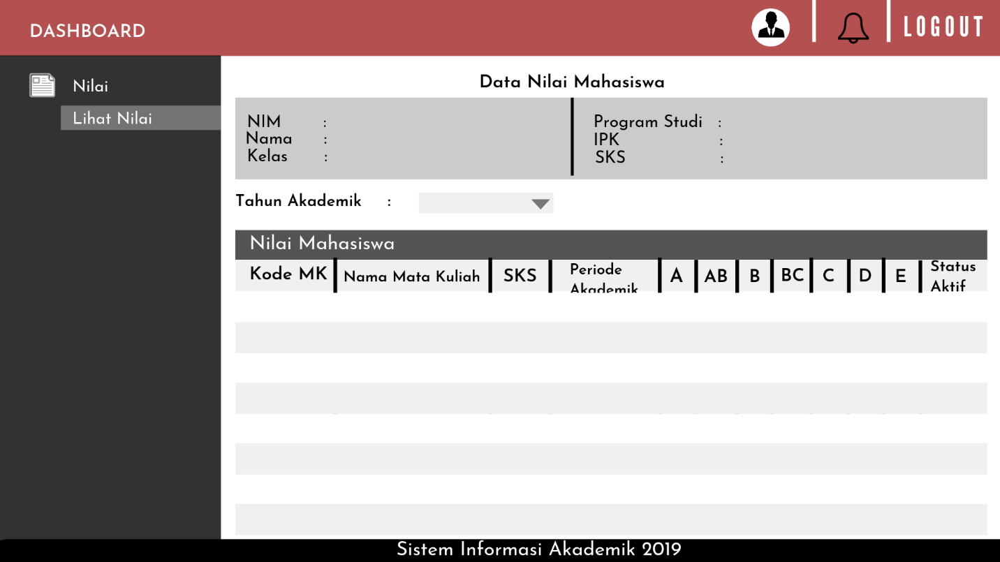 DASHBOARD
LOGOUT
Nilai
Lihat Nilai
Data Nilai Mahasiswa
NIM :
Nama :
Kelas :
Program Studi :
IPK :
SKS :
Tahun Akademik :
Nilai Mahasiswa
Kode MK Nama Mata Kuliah SKS Periode Akademik A AB B BC C D E Status Aktif
Sistem Informasi Akademik 2019